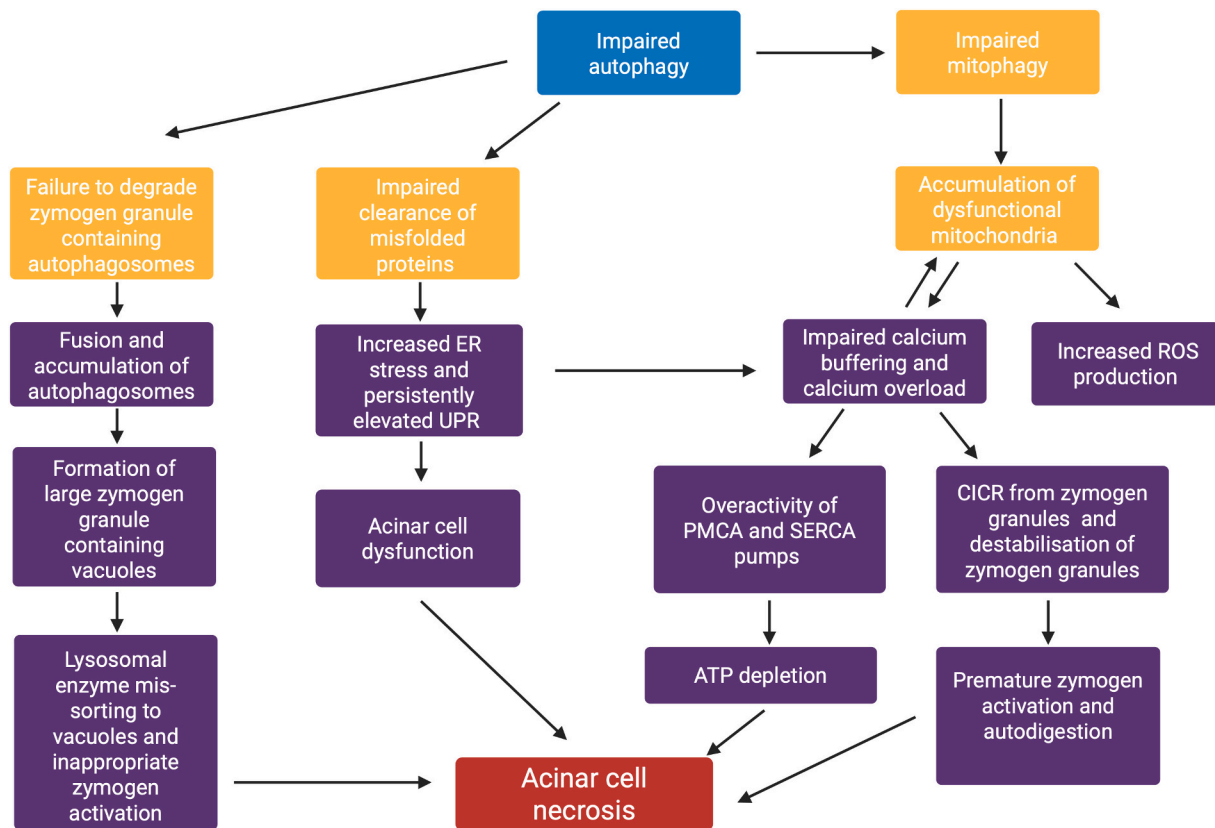 Impaired
autophagy
Impaired
mitophagy
Failure to degrade
zymogen granule
containing
autophagosomes
Impaired
clearance of
misfolded
proteins
Accumulation of
dysfunctional
mitochondria
Fusion and
accumulation of
autophagosomes
Increased ER
stress and
persistently
elevated UPR
Impaired calcium
buffering and
calcium overload
Increased ROS
production
Formation of
large zymogen
granule
containing
vacuoles
Acinar cell
dysfunction
Overactivity of
PMCA and SERCA
pumps
CICR from zymogen
granules and
destabilisation of
zymogen granules
Lysosomal
enzyme mis-
sorting to
vacuoles and
inappropriate
zymogen
activation
ATP depletion
Premature zymogen
activation and
autodigestion
Acinar cell
necrosis